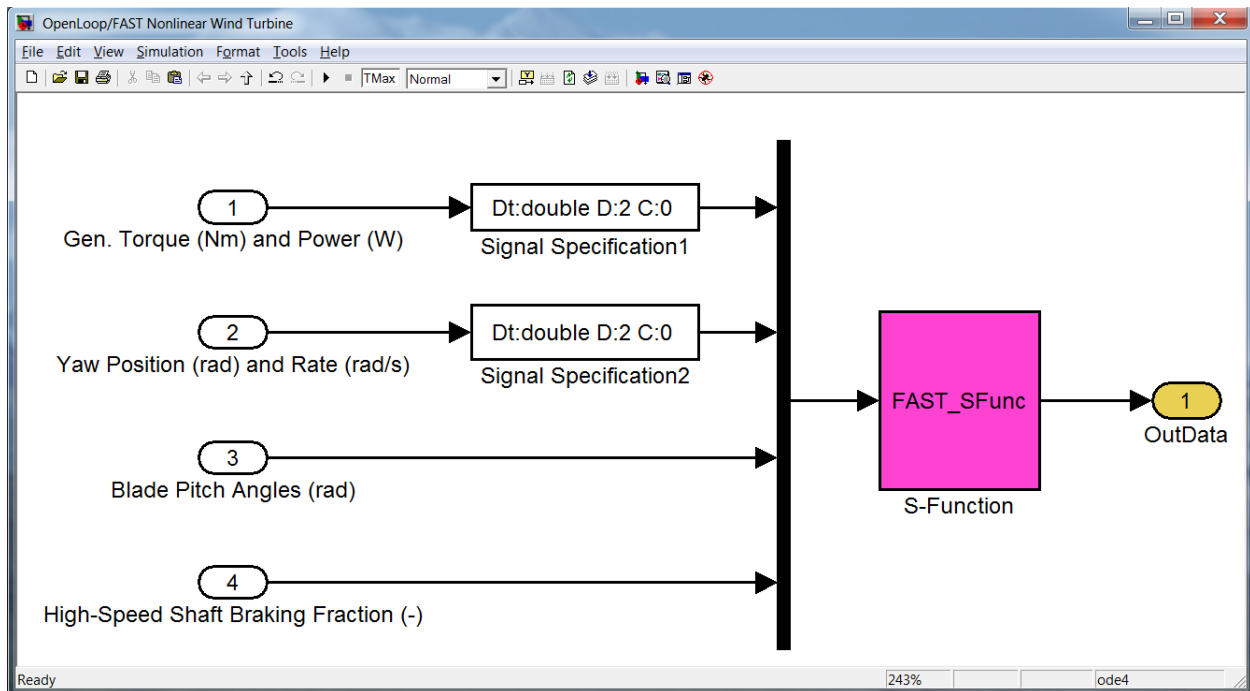 OpenLoop/FAST Nonlinear Wind Turbine
File Edit View Simulation Format Tools Help
TMax Normal
1
Dt:double D:2 C:0
Gen. Torque (Nm) and Power (W)
Signal Specification1
2
Dt:double D:2 C:0
Yaw Position (rad) and Rate (rad/s)
Signal Specification2
FAST_SFunc
1
OutData
3
Blade Pitch Angles (rad)
S-Function
4
High-Speed Shaft Braking Fraction (-)
Ready 243% ode4